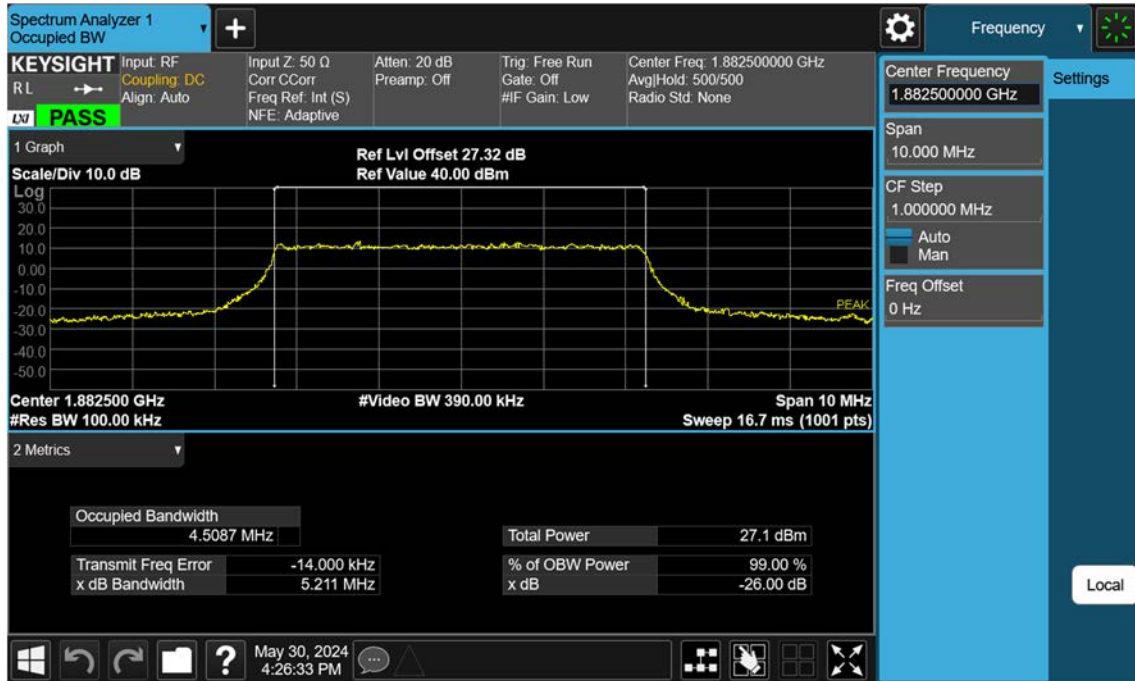 Spectrum Analyzer 1
Occupied BW
+
Frequency
KEYSIGHT
R L
LXI PASS
Input: RF
Coupling: DC
Align: Auto
Input Z: 50 Ω
Corr CCorr
Freq Ref: Int (S)
NFE: Adaptive
Atten: 20 dB
Preamp: Off
Trig: Free Run
Gate: Off
#IF Gain: Low
Center Freq: 1.882500000 GHz
Avg|Hold: 500/500
Radio Std: None
1 Graph
Scale/Div 10.0 dB
Ref Lvl Offset 27.32 dB
Ref Value 40.00 dBm
Log
30.0
20.0
10.0
0.00
-10.0
-20.0
-30.0
-40.0
-50.0
PEAK
Center 1.882500 GHz
#Video BW 390.00 kHz
Span 10 MHz
#Res BW 100.00 kHz
Sweep 16.7 ms (1001 pts)
2 Metrics
Occupied Bandwidth
4.5087 MHz
Total Power 27.1 dBm
Transmit Freq Error -14.000 kHz
% of OBW Power 99.00 %
x dB Bandwidth 5.211 MHz
x dB -26.00 dB
?
May 30, 2024
4:26:33 PM
Center Frequency
1.882500000 GHz
Settings
Span
10.000 MHz
CF Step
1.000000 MHz
Auto
Man
Freq Offset
0 Hz
Local